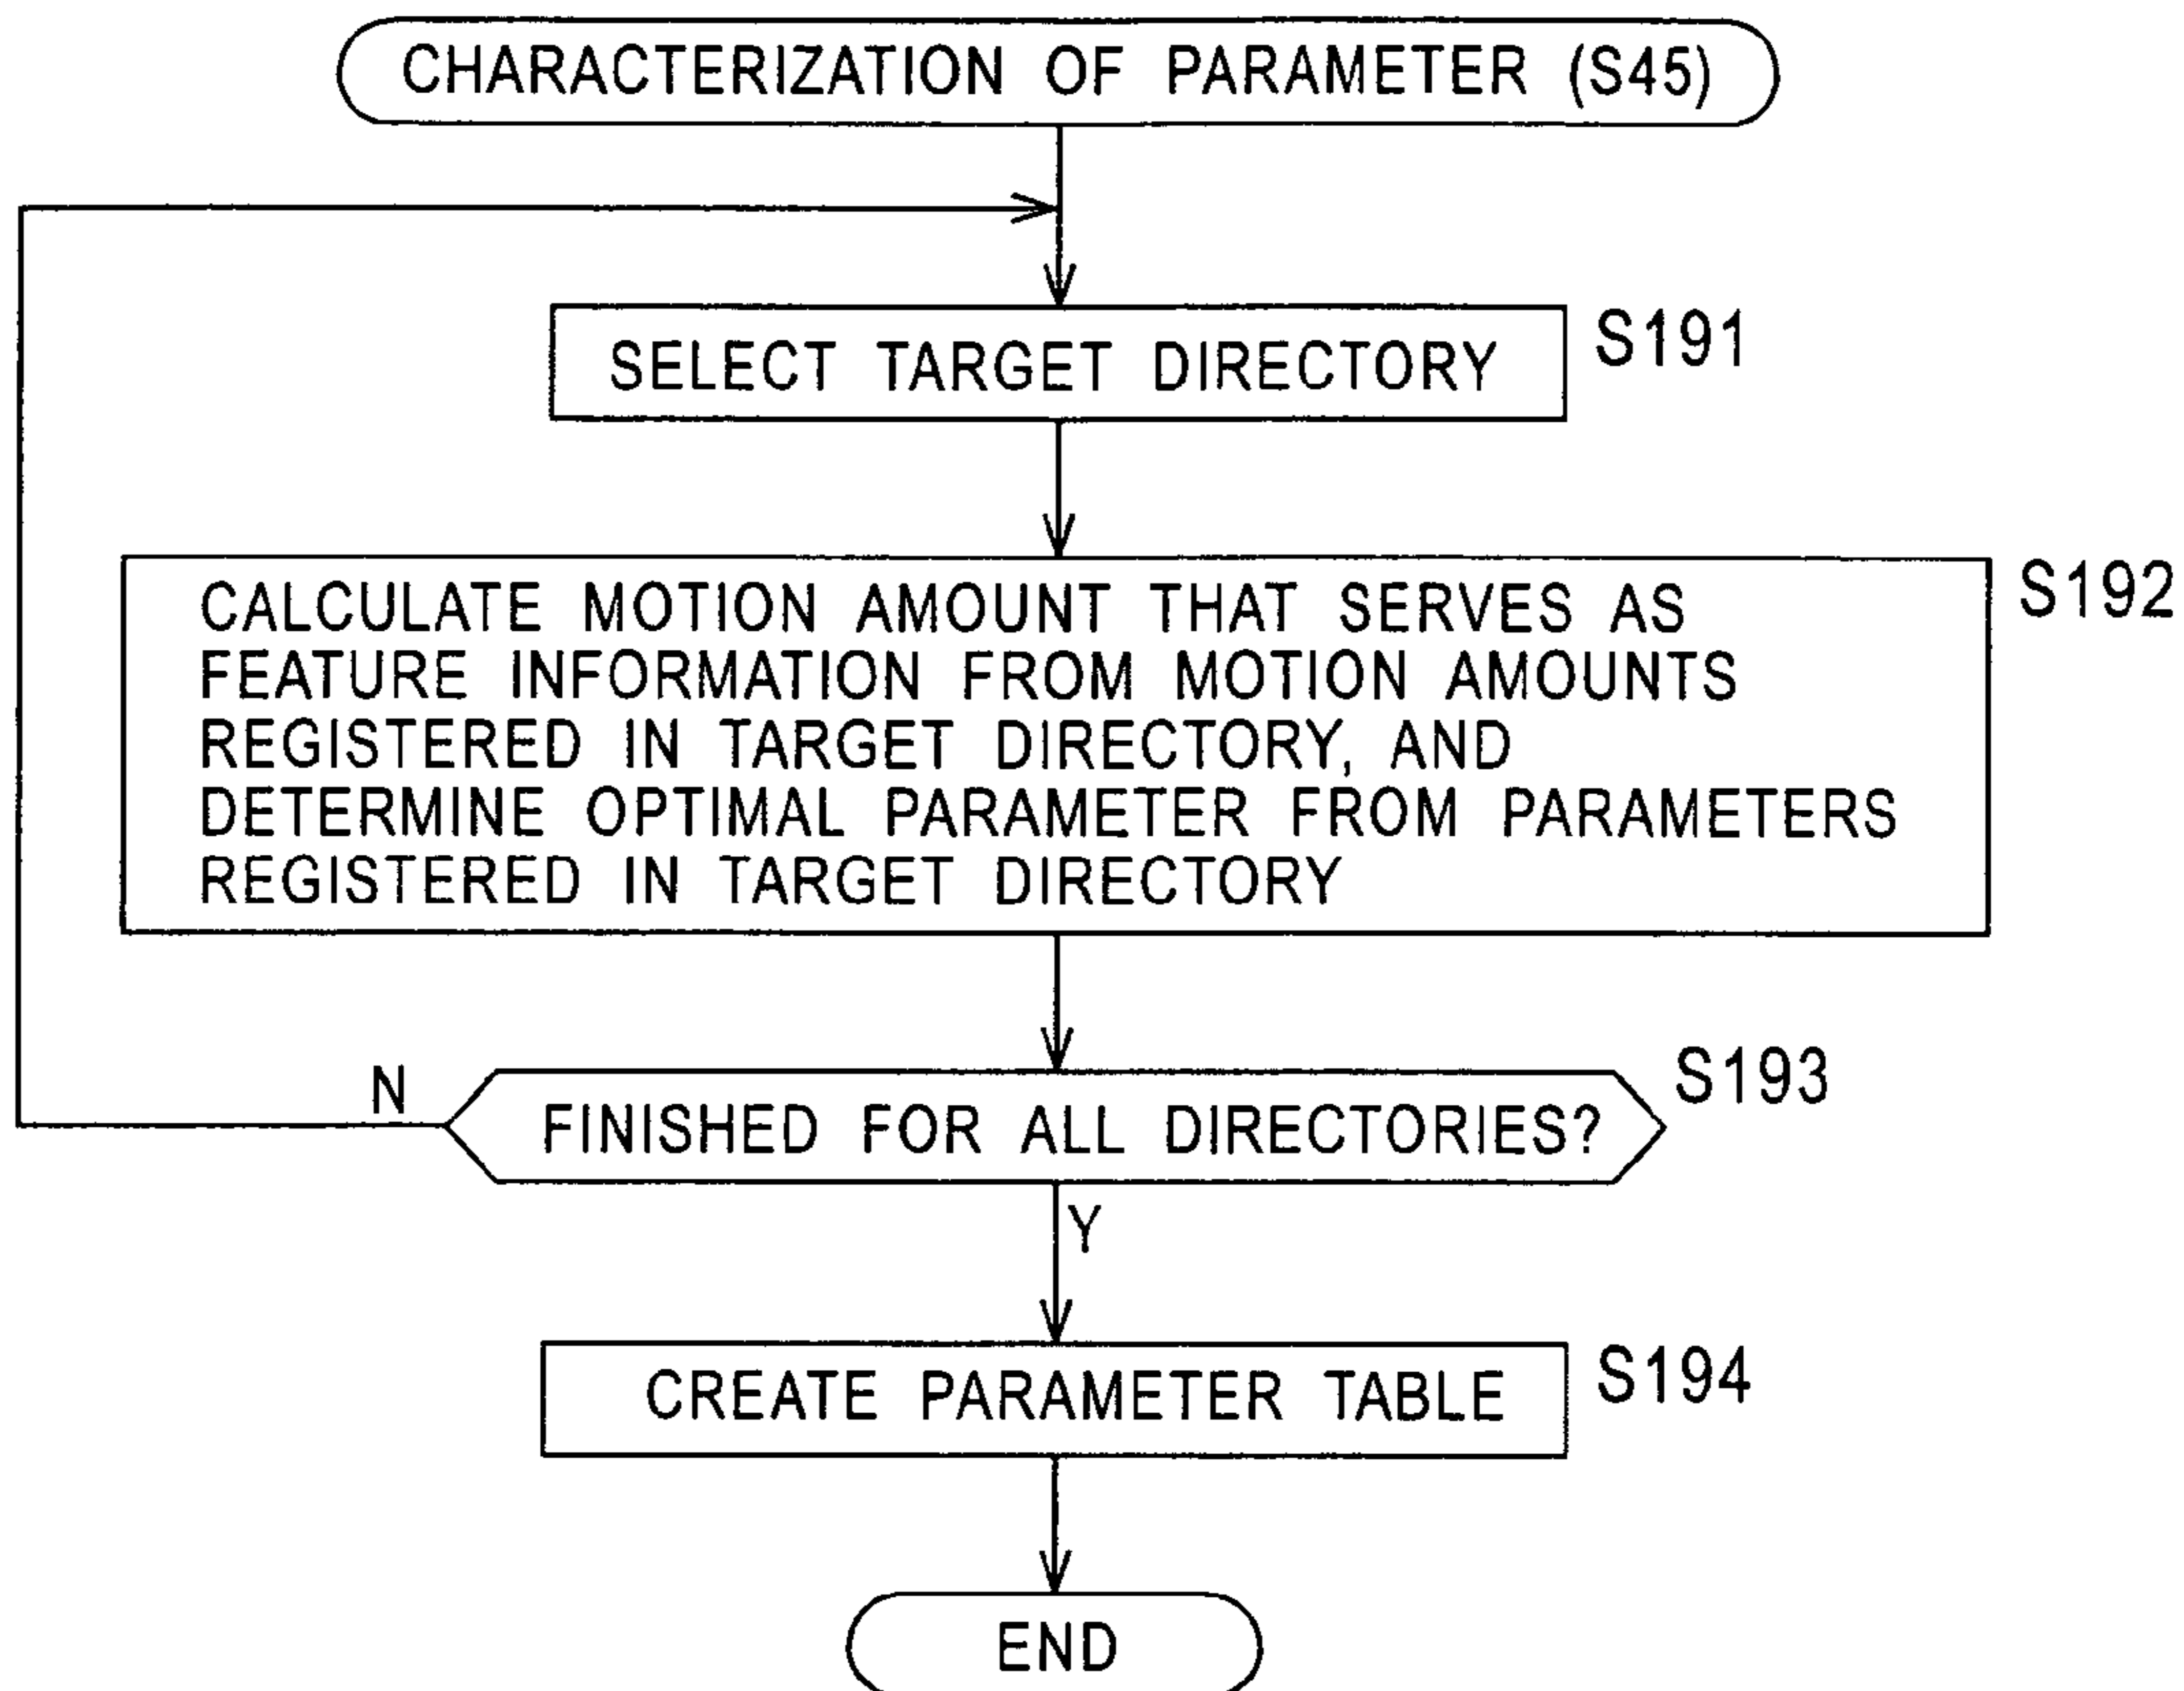 CHARACTERIZATION OF PARAMETER (S45)
SELECT TARGET DIRECTORY
S191
CALCULATE MOTION AMOUNT THAT SERVES AS
FEATURE INFORMATION FROM MOTION AMOUNTS
REGISTERED IN TARGET DIRECTORY, AND
DETERMINE OPTIMAL PARAMETER FROM PARAMETERS
REGISTERED IN TARGET DIRECTORY
S192
N
FINISHED FOR ALL DIRECTORIES?
S193
Y
CREATE PARAMETER TABLE
S194
END